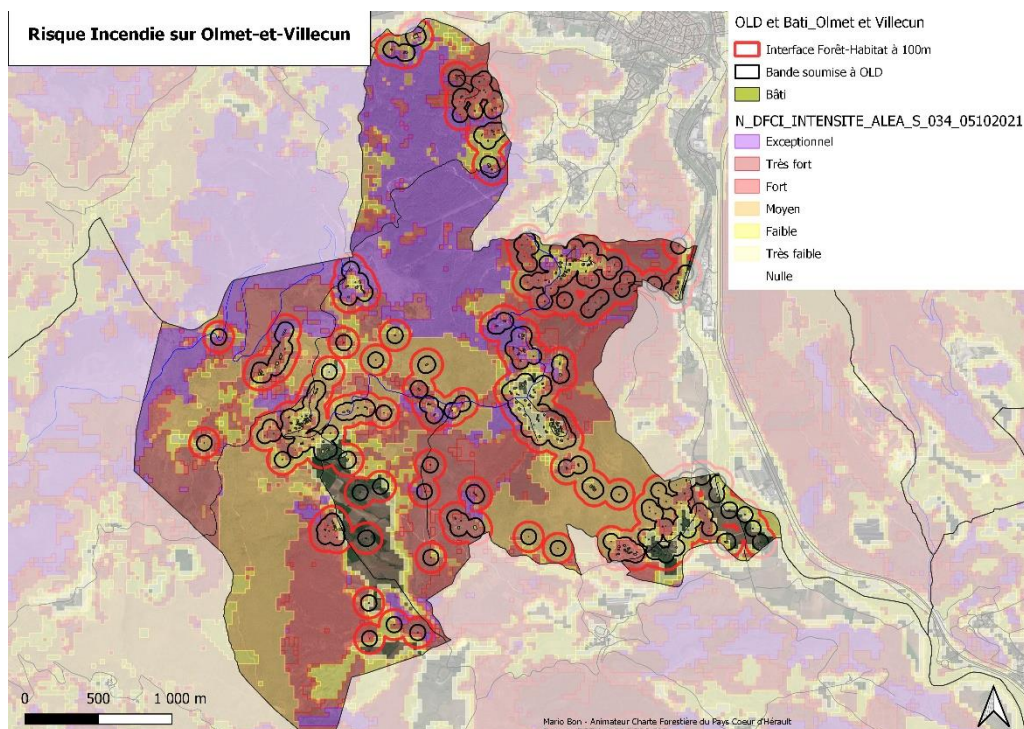 Risque Incendie sur Olmet-et-Villecun
OLD et Bati_Olmet et Villecun
Interface Forêt-Habitat à 100m
Bande soumise à OLD
Bâti
N_DFCI_INTENSITE_ALEA_S_034_05102021
Exceptionnel
Très fort
Fort
Moyen
Faible
Très faible
Nulle
0 500 1 000 m
Mario Bon - Animateur Charte Forestière du Pays Coeur d'Hérault